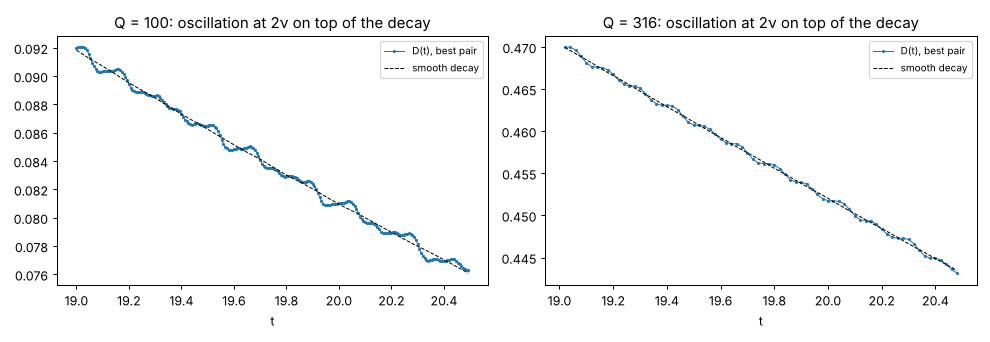 Q = 100: oscillation at 2ν on top of the decay
D(t), best pair
smooth decay
0.092
0.090
0.088
0.086
0.084
0.082
0.080
0.078
0.076
19.0 19.2 19.4 19.6 19.8 20.0 20.2 20.4
t
Q = 316: oscillation at 2ν on top of the decay
D(t), best pair
smooth decay
0.470
0.465
0.460
0.455
0.450
0.445
19.0 19.2 19.4 19.6 19.8 20.0 20.2 20.4
t